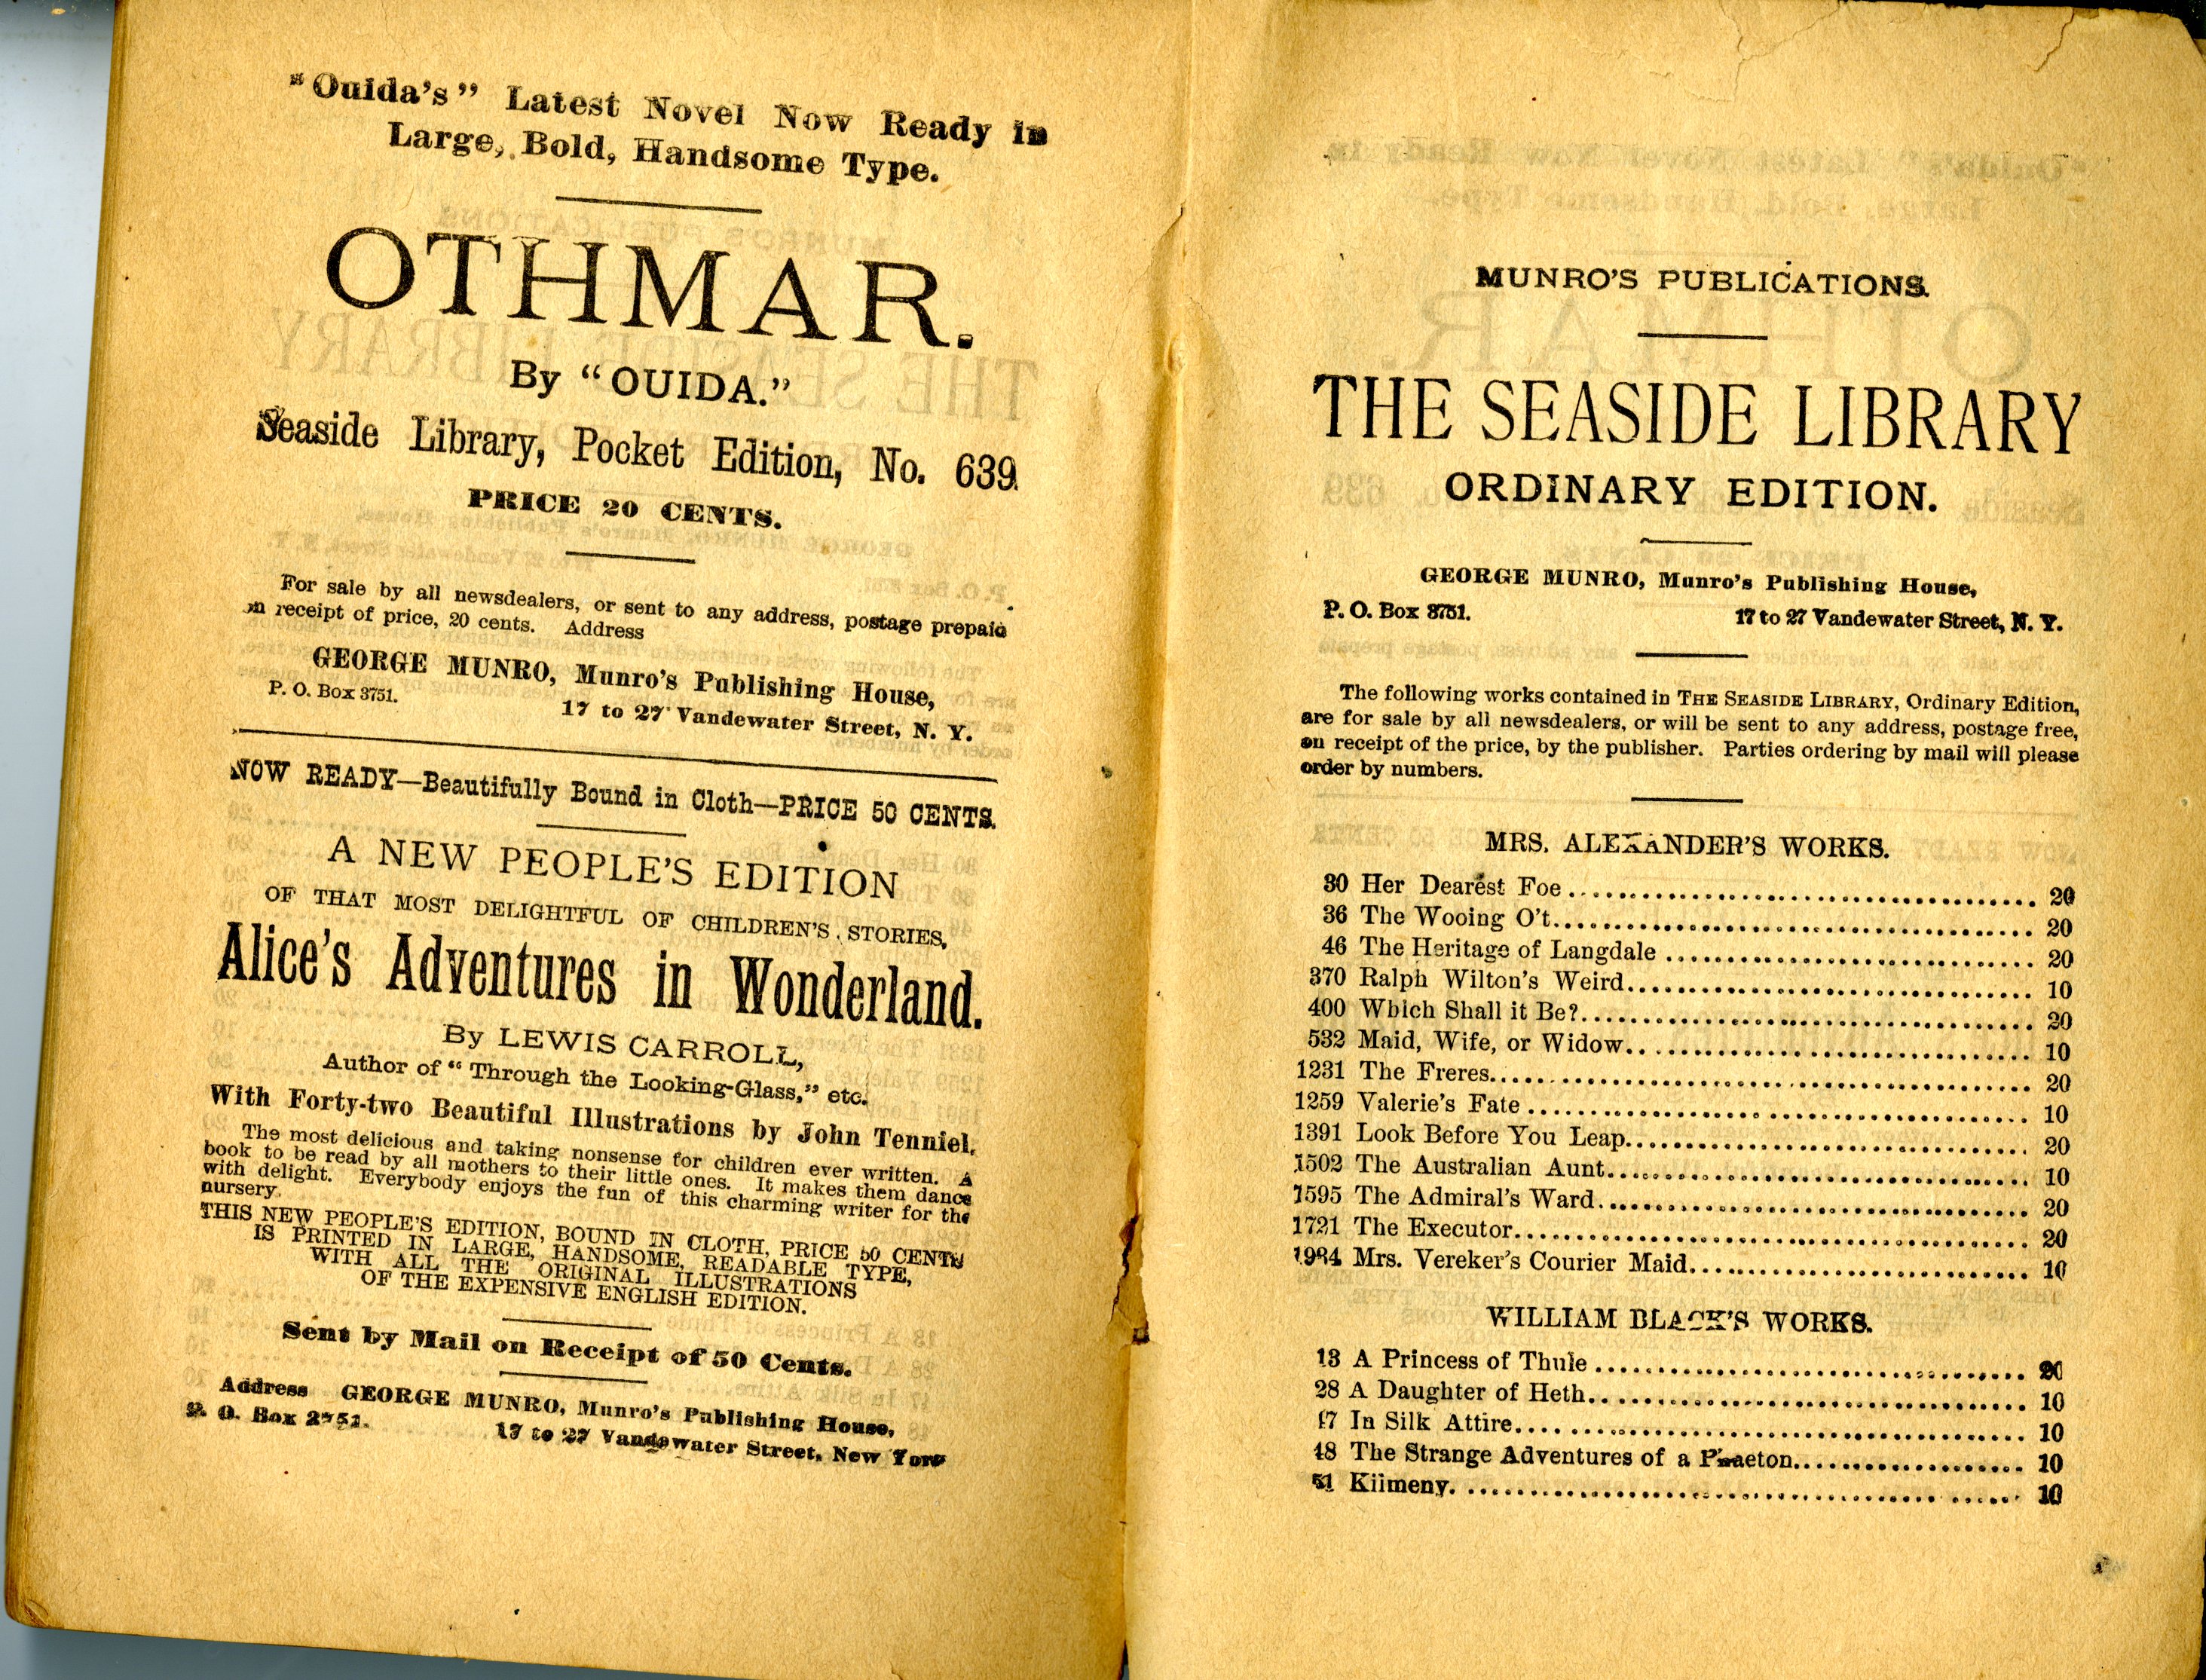 "Ouida's" Latest Novel Now Ready in
Large, Bold, Handsome Type.
OTHMAR.
By "OUIDA."
Seaside Library, Pocket Edition, No. 639.
PRICE 20 CENTS.
For sale by all newsdealers, or sent to any address, postage prepaid
on receipt of price, 20 cents. Address
GEORGE MUNRO, Munro's Publishing House,
P. O. Box 3751.
17 to 27 Vandewater Street, N. Y.
NOW READY—Beautifully Bound in Cloth—PRICE 50 CENTS.
A NEW PEOPLE'S EDITION
OF THAT MOST DELIGHTFUL OF CHILDREN'S STORIES,
Alice's Adventures in Wonderland.
By LEWIS CARROLL,
Author of "Through the Looking-Glass," etc.
With Forty-two Beautiful Illustrations by John Tenniel.
The most delicious and taking nonsense for children ever written. A
book to be read by all mothers to their little ones. It makes them dance
with delight. Everybody enjoys the fun of this charming writer for the
nursery.
THIS NEW PEOPLE'S EDITION, BOUND IN CLOTH, PRICE 50 CENTS
IS PRINTED IN LARGE, HANDSOME, READABLE TYPE,
WITH ALL THE ORIGINAL ILLUSTRATIONS
OF THE EXPENSIVE ENGLISH EDITION.
Sent by Mail on Receipt of 50 Cents.
Address GEORGE MUNRO, Munro's Publishing House,
P. O. Box 3751.
17 to 27 Vandewater Street, New York
MUNRO'S PUBLICATIONS.
THE SEASIDE LIBRARY
ORDINARY EDITION.
GEORGE MUNRO, Munro's Publishing House,
P. O. Box 3751.
17 to 27 Vandewater Street, N. Y.
The following works contained in THE SEASIDE LIBRARY, Ordinary Edition,
are for sale by all newsdealers, or will be sent to any address, postage free,
on receipt of the price, by the publisher. Parties ordering by mail will please
order by numbers.
MRS. ALEXANDER'S WORKS.
30 Her Dearest Foe 20
36 The Wooing O't 20
46 The Heritage of Langdale 20
370 Ralph Wilton's Weird 10
400 Which Shall it Be? 20
532 Maid, Wife, or Widow 10
1231 The Freres 20
1259 Valerie's Fate 10
1391 Look Before You Leap 20
1502 The Australian Aunt 10
1595 The Admiral's Ward 20
1721 The Executor 20
1934 Mrs. Vereker's Courier Maid 10
WILLIAM BLACK'S WORKS.
13 A Princess of Thule 20
28 A Daughter of Heth 10
47 In Silk Attire 10
48 The Strange Adventures of a Phaeton 10
51 Kilmeny 10